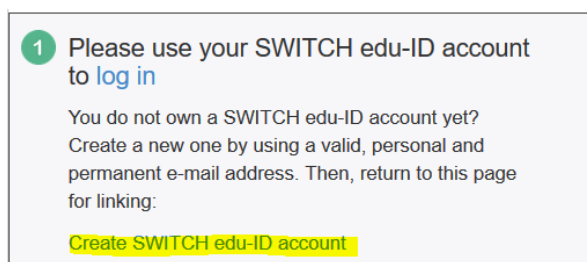 1 Please use your SWITCH edu-ID account
to log in
You do not own a SWITCH edu-ID account yet?
Create a new one by using a valid, personal and
permanent e-mail address. Then, return to this page
for linking:
Create SWITCH edu-ID account